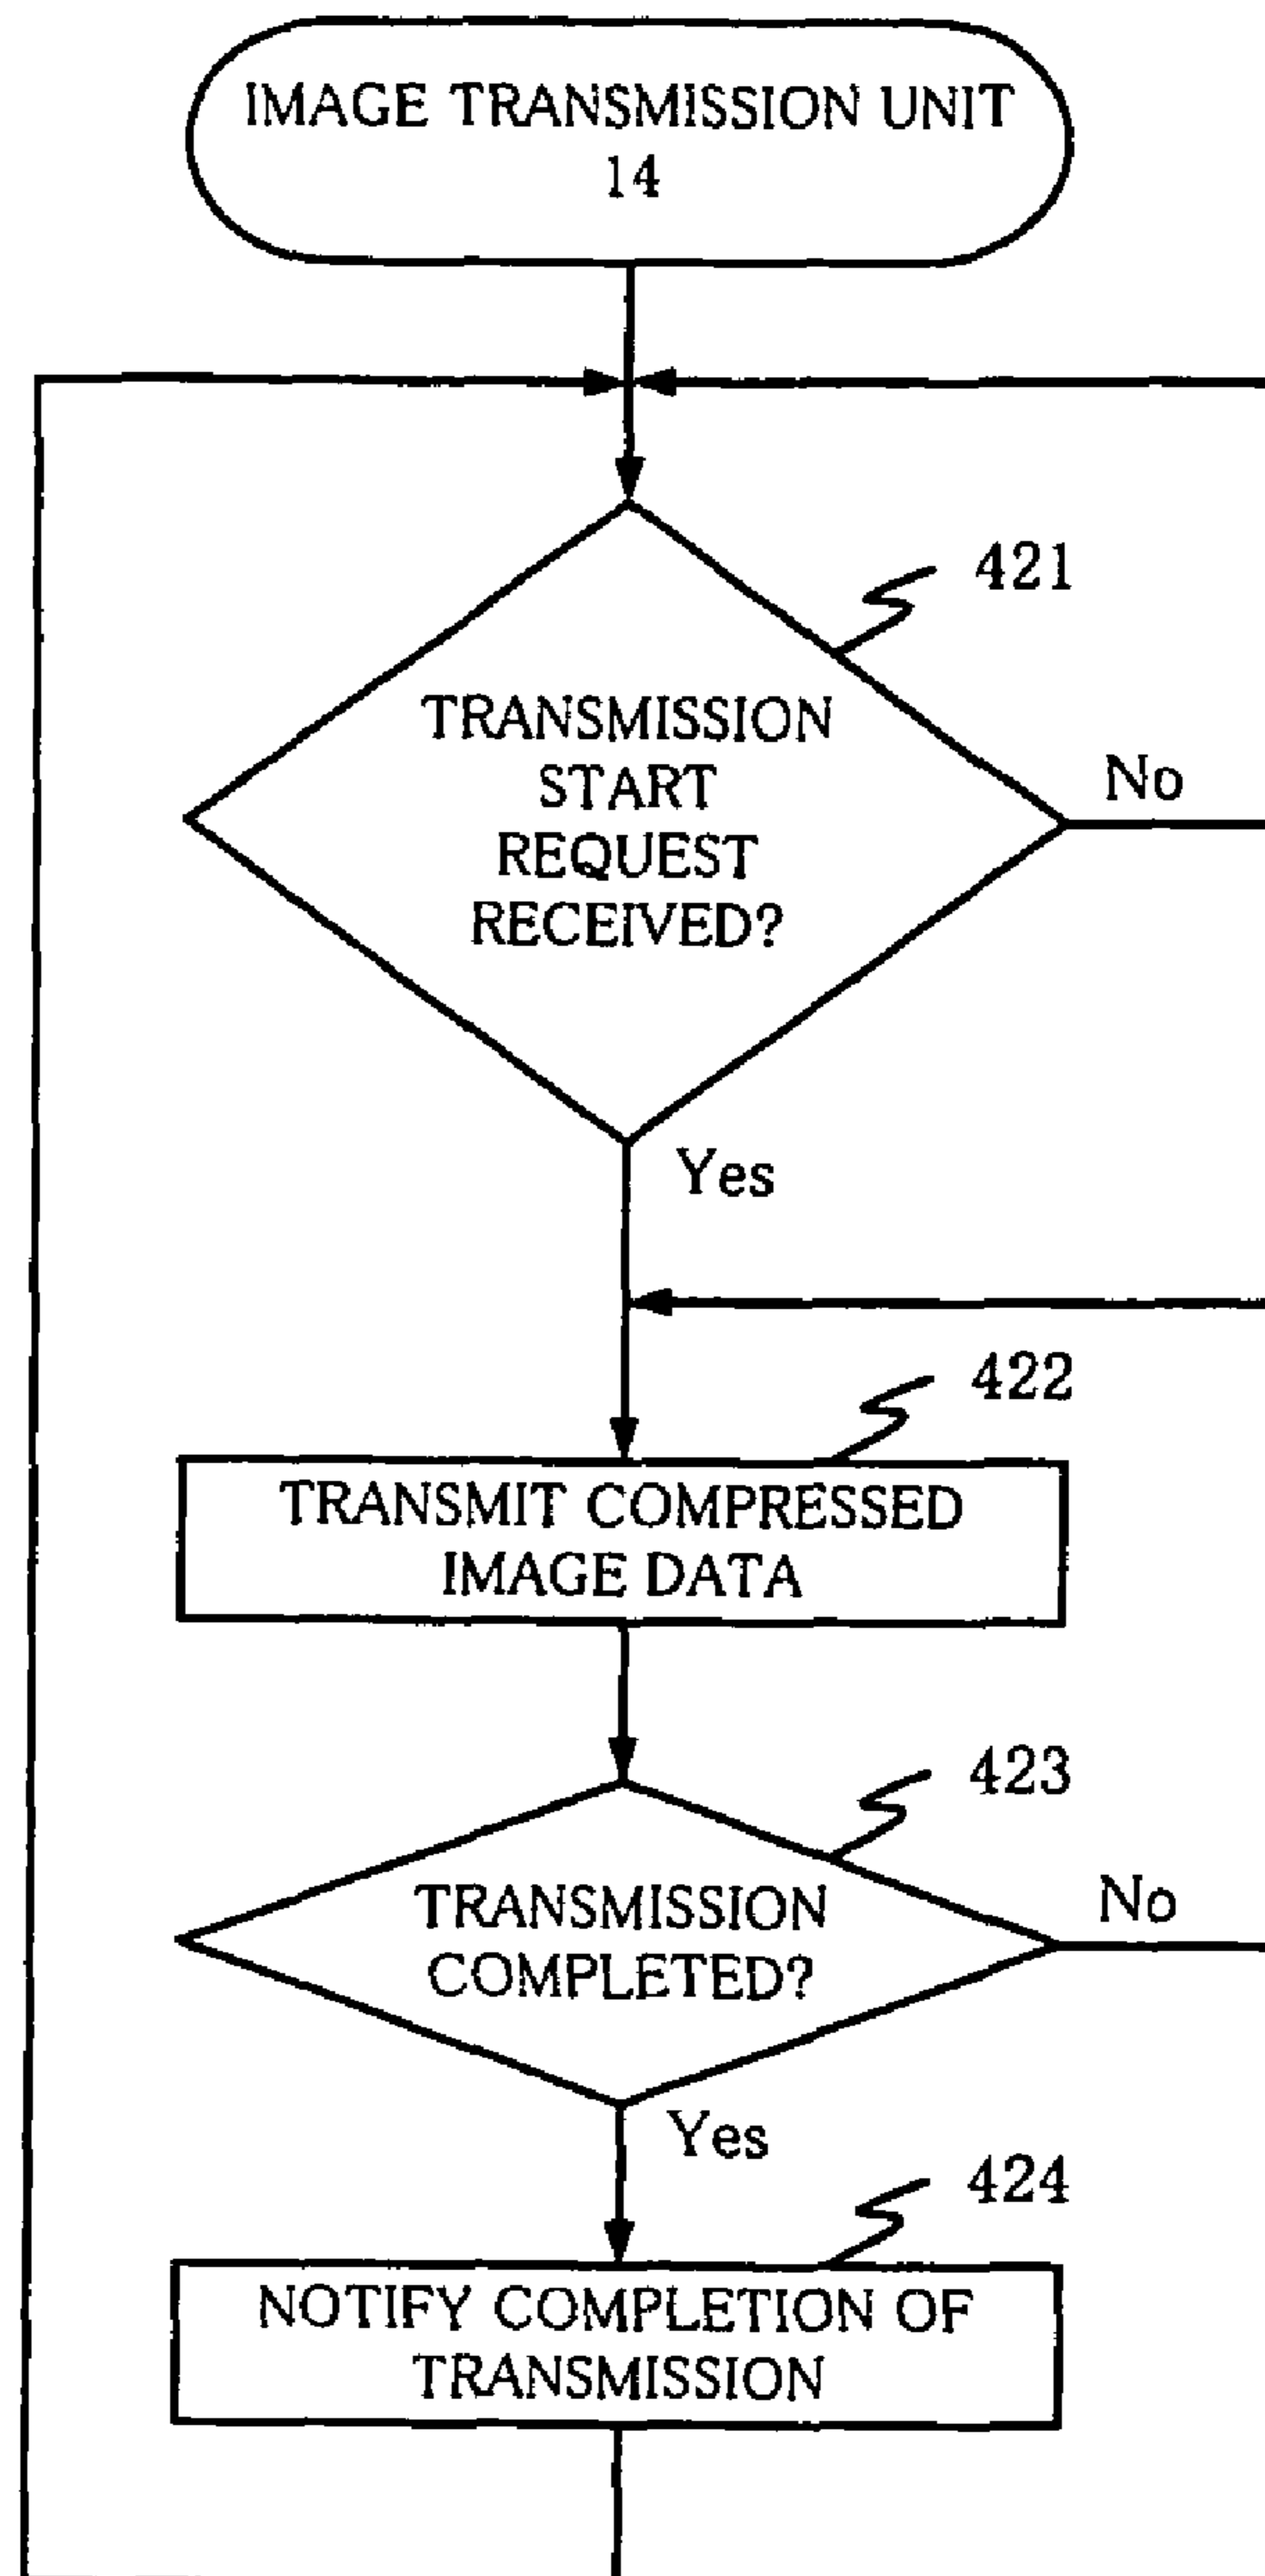 IMAGE TRANSMISSION UNIT
14
421
TRANSMISSION
START
REQUEST
RECEIVED?
No
Yes
422
TRANSMIT COMPRESSED
IMAGE DATA
423
TRANSMISSION
COMPLETED?
No
Yes
424
NOTIFY COMPLETION OF
TRANSMISSION